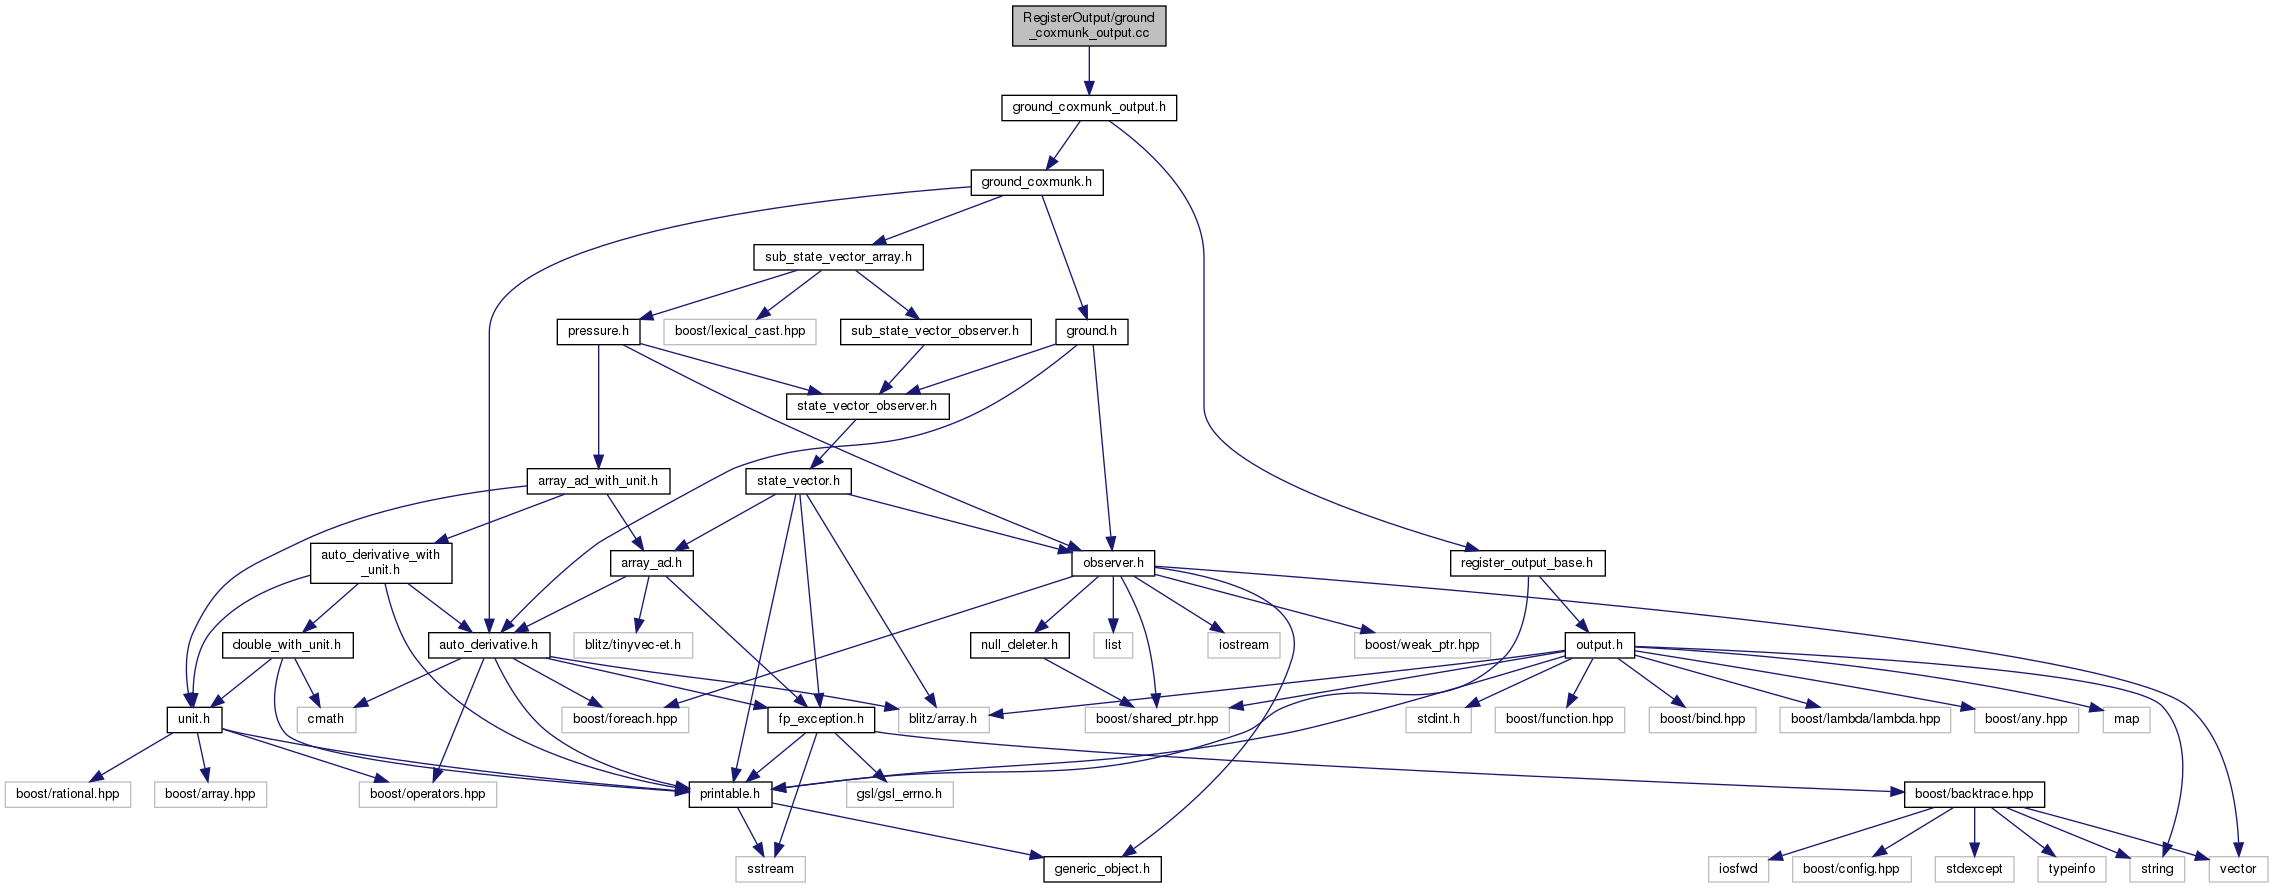 RegisterOutput/ground
_coxmunk_output.cc
ground_coxmunk_output.h
ground_coxmunk.h
sub_state_vector_array.h
pressure.h
boost/lexical_cast.hpp
sub_state_vector_observer.h
ground.h
state_vector_observer.h
array_ad_with_unit.h
state_vector.h
auto_derivative_with
_unit.h
array_ad.h
observer.h
register_output_base.h
double_with_unit.h
auto_derivative.h
blitz/tinyvec-et.h
null_deleter.h
list
iostream
boost/weak_ptr.hpp
output.h
unit.h
cmath
boost/foreach.hpp
fp_exception.h
blitz/array.h
boost/shared_ptr.hpp
stdint.h
boost/function.hpp
boost/bind.hpp
boost/lambda/lambda.hpp
boost/any.hpp
map
boost/rational.hpp
boost/array.hpp
boost/operators.hpp
printable.h
gsl/gsl_errno.h
boost/backtrace.hpp
sstream
generic_object.h
iosfwd
boost/config.hpp
stdexcept
typeinfo
string
vector